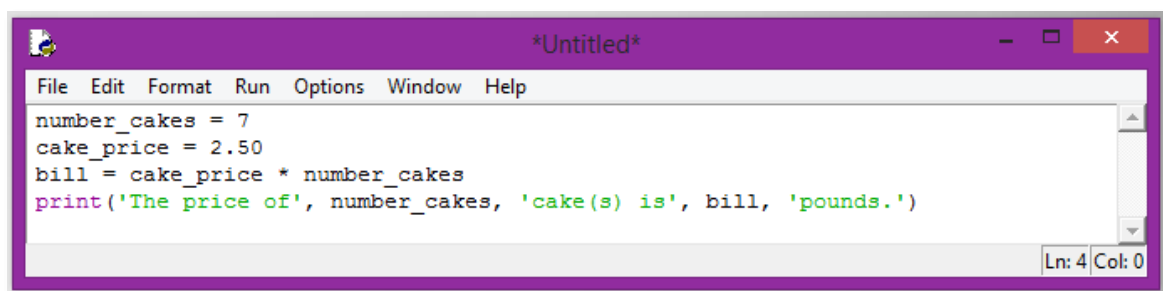 *Untitled*
File Edit Format Run Options Window Help
number_cakes = 7
cake_price = 2.50
bill = cake_price * number_cakes
print('The price of', number_cakes, 'cake(s) is', bill, 'pounds.')
Ln: 4 Col: 0